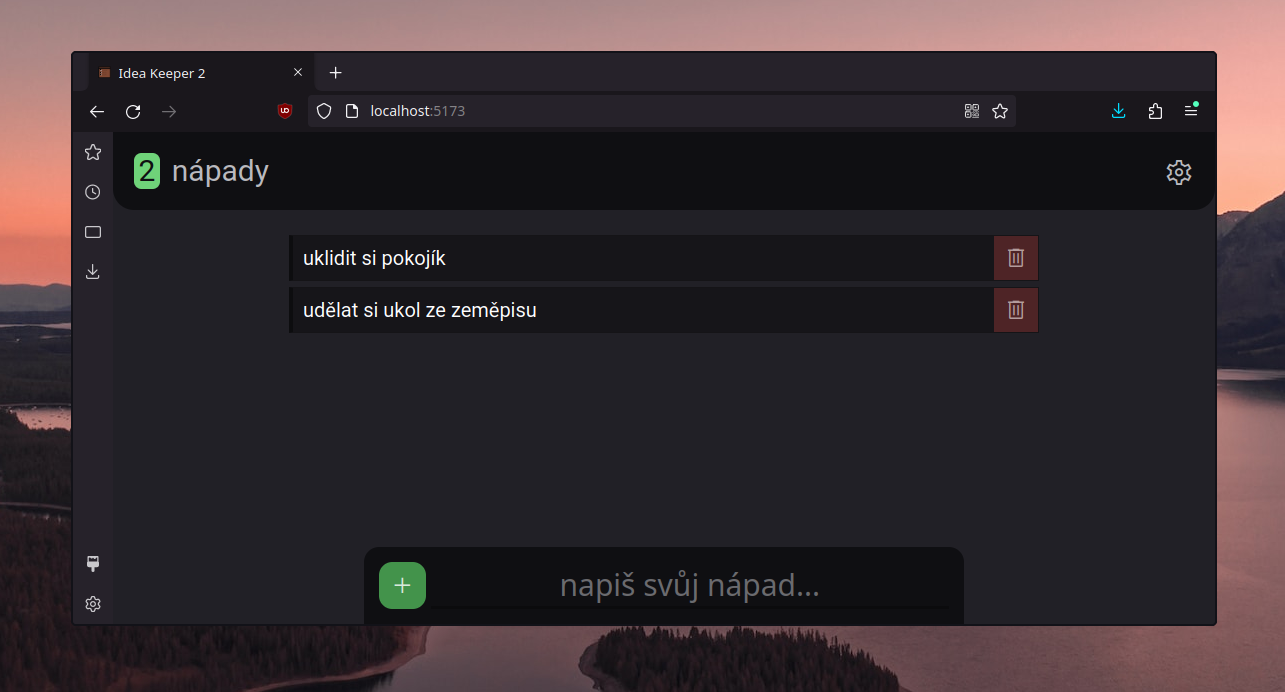 Idea Keeper 2
localhost:5173
2 nápady
uklidit si pokojík
udělat si ukol ze zeměpisu
napiš svůj nápad...